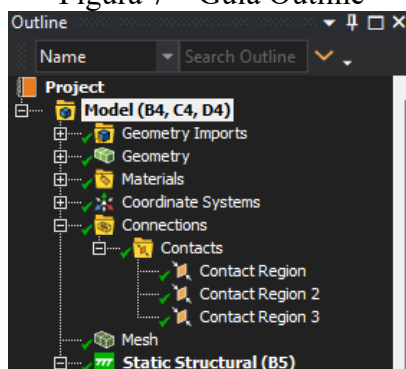 Figura 7 – Guia Outline
Outline
Name Search Outline
Project
Model (B4, C4, D4)
Geometry Imports
Geometry
Materials
Coordinate Systems
Connections
Contacts
Contact Region
Contact Region 2
Contact Region 3
Mesh
Static Structural (B5)